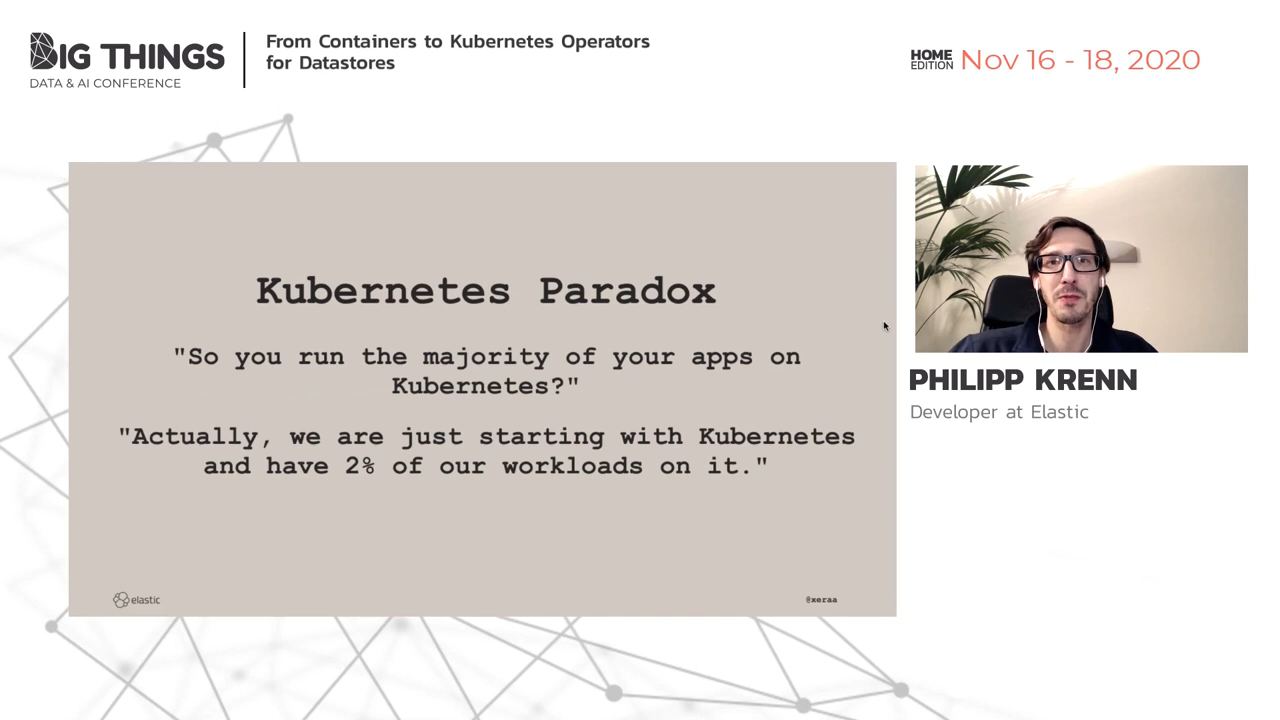 BIG THINGS
DATA & AI CONFERENCE
From Containers to Kubernetes Operators
for Datastores
HOME
EDITION
Nov 16 - 18, 2020
Kubernetes Paradox
"So you run the majority of your apps on
Kubernetes?"
"Actually, we are just starting with Kubernetes
and have 2% of our workloads on it."
elastic
@xeraa
PHILIPP KRENN
Developer at Elastic